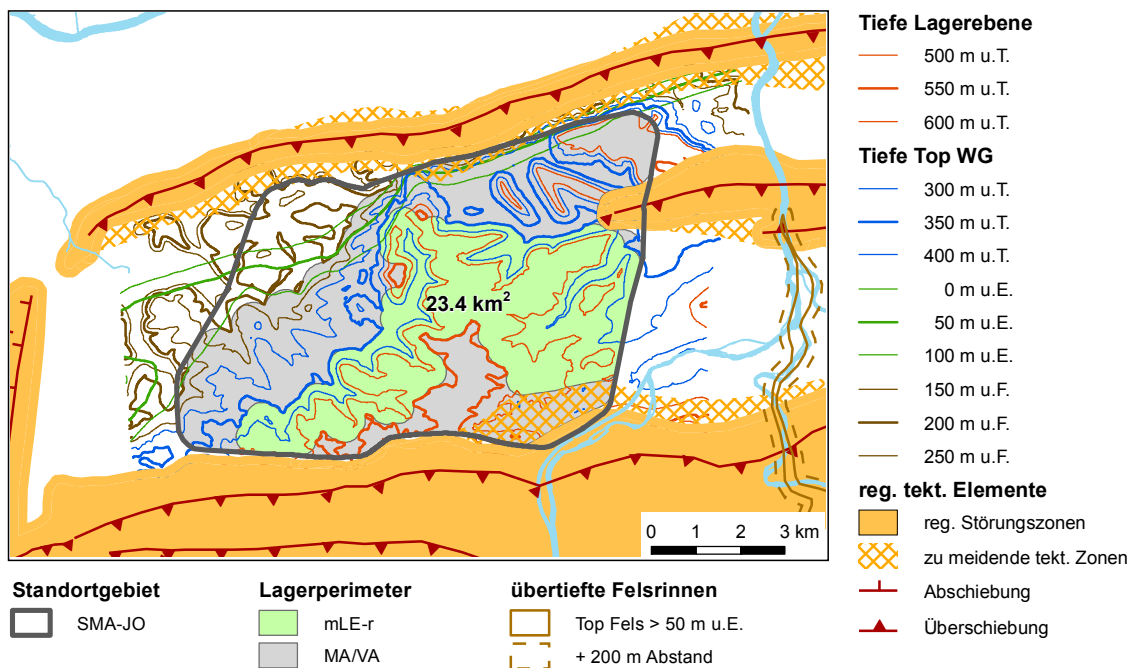 23.4 km²
0 1 2 3 km
Tiefe Lagerebene
500 m u.T.
550 m u.T.
600 m u.T.
Tiefe Top WG
300 m u.T.
350 m u.T.
400 m u.T.
0 m u.E.
50 m u.E.
100 m u.E.
150 m u.F.
200 m u.F.
250 m u.F.
reg. tekt. Elemente
reg. Störungszonen
zu meidende tekt. Zonen
Abschiebung
Überschiebung
Standortgebiet
SMA-JO
Lagerperimeter
mLE-r
MA/VA
übertiefte Felsrinnen
Top Fels > 50 m u.E.
+ 200 m Abstand